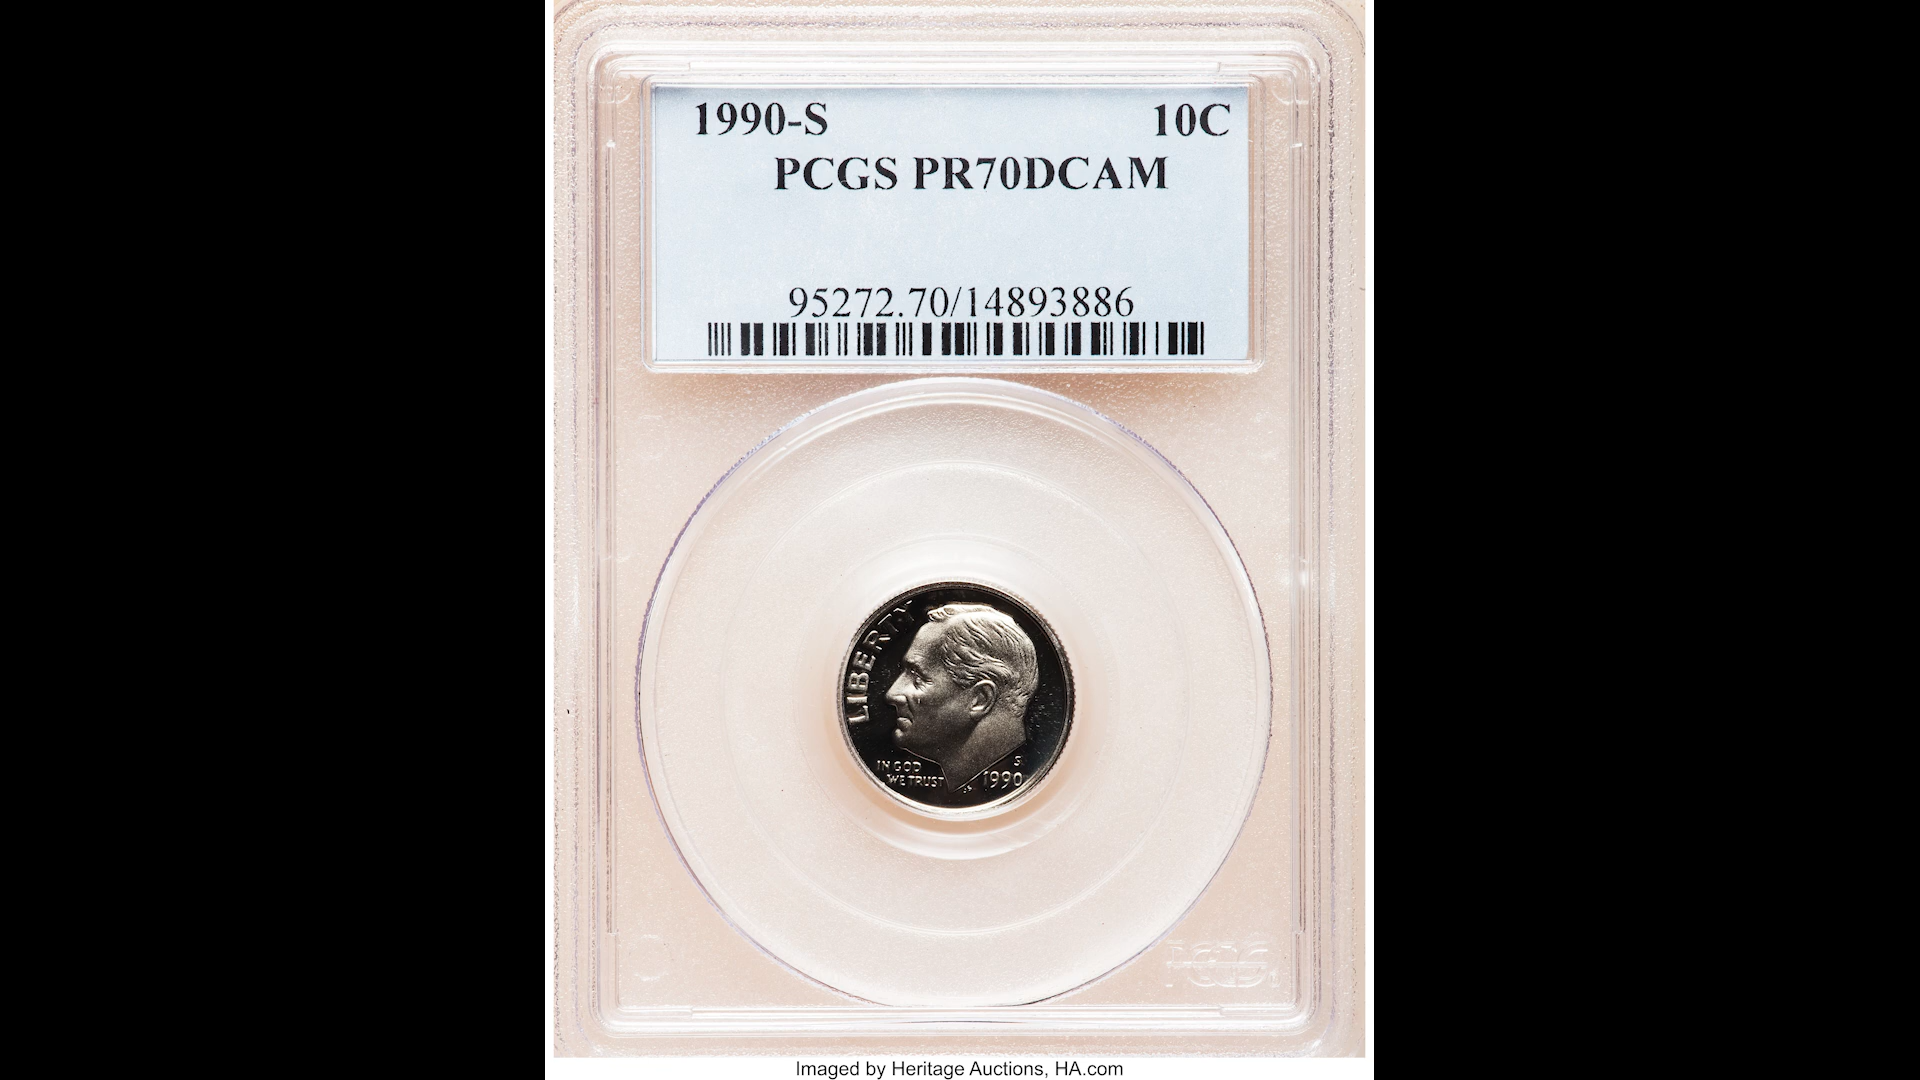 1990-S 10C
PCGS PR70DCAM
95272.70/14893886
LIBERTY
IN GOD
WE TRUST
S
1990
PCGS
Imaged by Heritage Auctions, HA.com